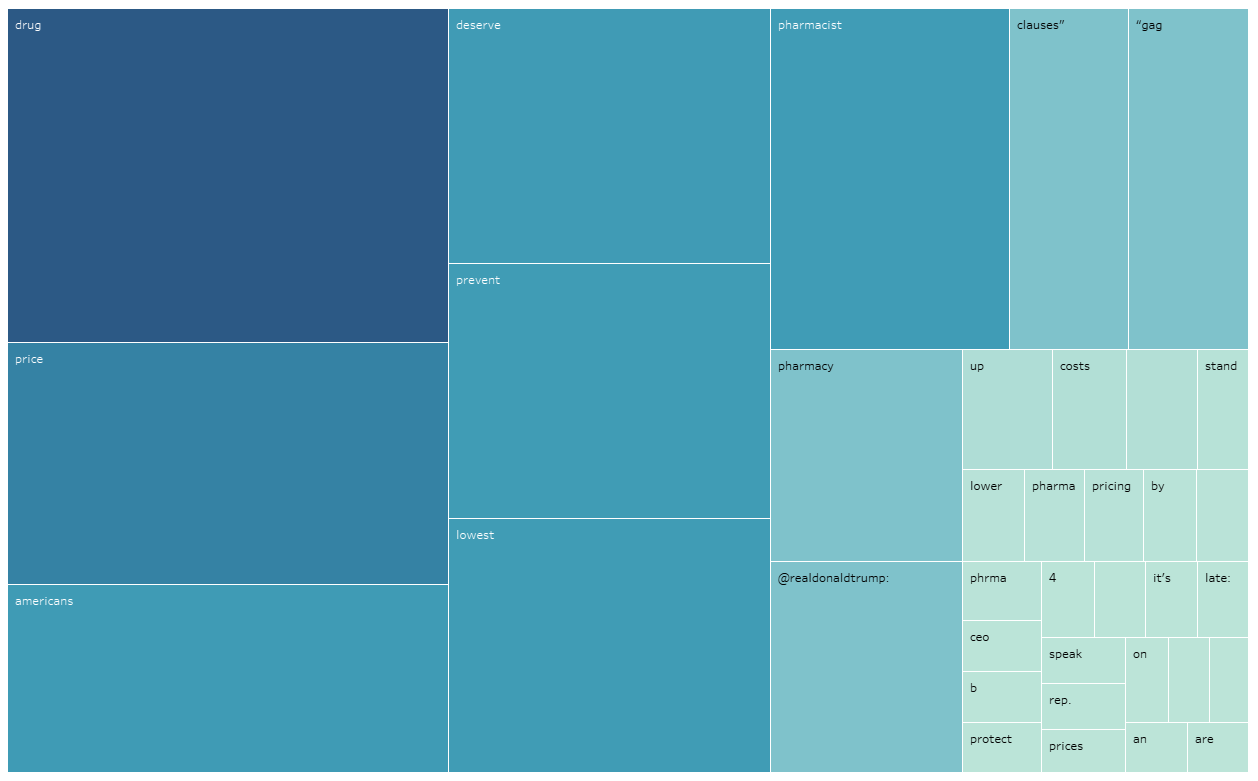 drug
price
americans
deserve
prevent
lowest
pharmacist
clauses”
“gag
pharmacy
@realdonaldtrump:
up
costs
stand
lower
pharma
pricing
by
phrma
ceo
b
protect
4
it’s
late:
speak
rep.
prices
on
an
are